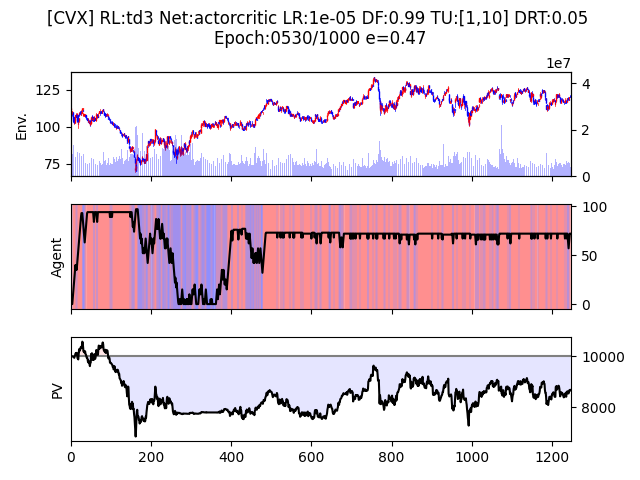 [CVX] RL:td3 Net:actorcritic LR:1e-05 DF:0.99 TU:[1,10] DRT:0.05
Epoch:0530/1000 e=0.47
1e7
Env.
125
100
75
4
2
0
Agent
100
50
0
PV
10000
8000
0 200 400 600 800 1000 1200